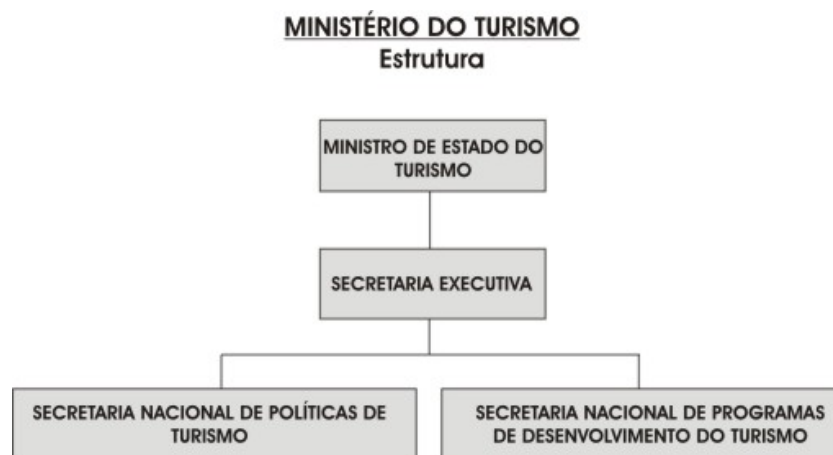 MINISTÉRIO DO TURISMO
Estrutura
MINISTRO DE ESTADO DO
TURISMO
SECRETARIA EXECUTIVA
SECRETARIA NACIONAL DE POLÍTICAS DE
TURISMO
SECRETARIA NACIONAL DE PROGRAMAS
DE DESENVOLVIMENTO DO TURISMO